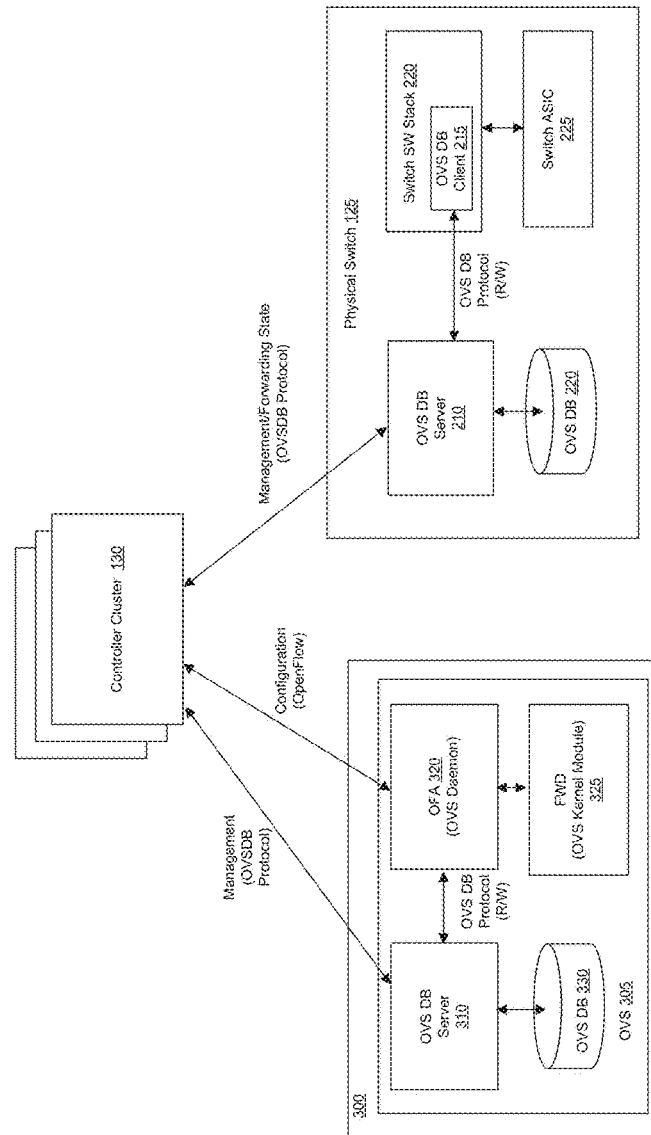 Controller Cluster 130
Management
(OVSDB
Protocol)
Configuration
(OpenFlow)
Management/Forwarding State
(OVSDB Protocol)
300
OVS DB
Server
310
OVS DB
Protocol
(R/W)
OFA 320
(OVS Daemon)
FWD
(OVS Kernel Module)
325
OVS DB 330
OVS 305
Physical Switch 125
OVS DB
Server
210
OVS DB
Protocol
(R/W)
Switch SW Stack 220
OVS DB
Client 215
Switch ASIC
225
OVS DB 220